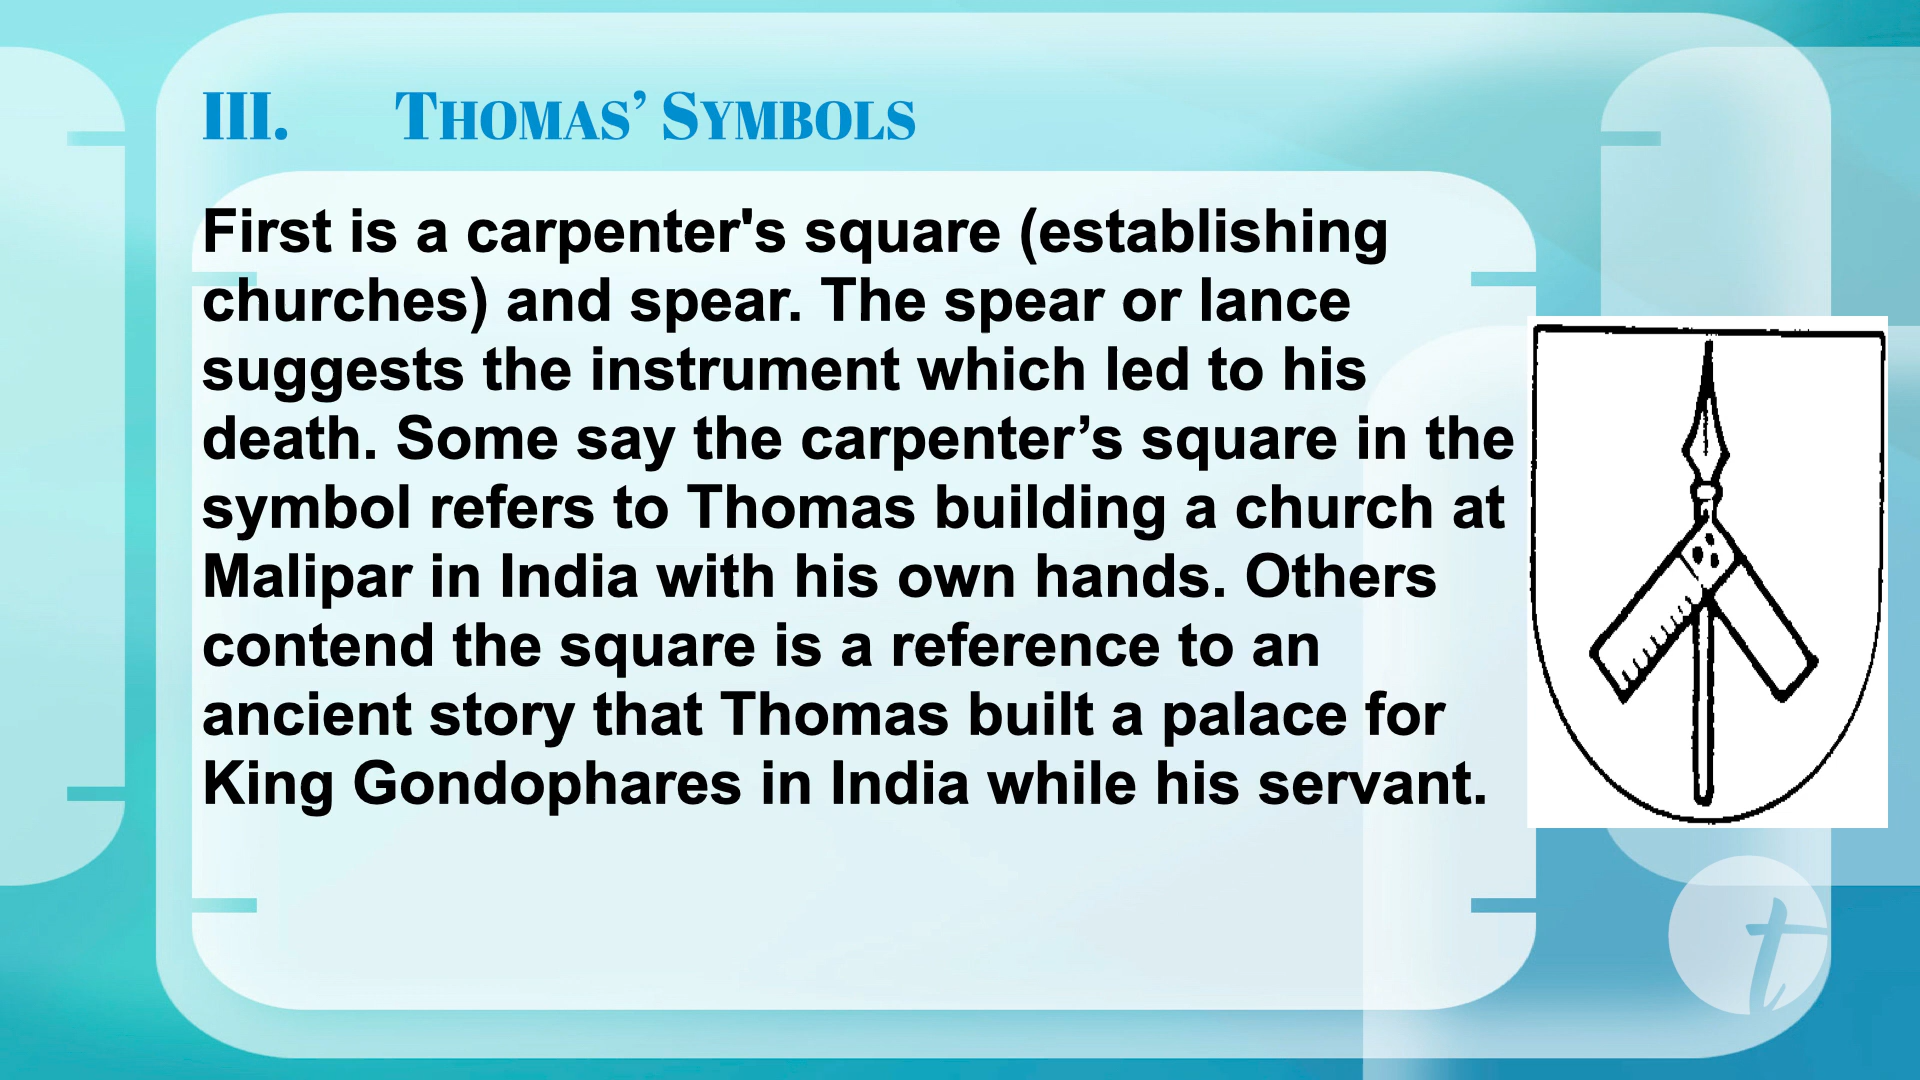 III. THOMAS’ SYMBOLS
First is a carpenter's square (establishing
churches) and spear. The spear or lance
suggests the instrument which led to his
death. Some say the carpenter’s square in the
symbol refers to Thomas building a church at
Malipar in India with his own hands. Others
contend the square is a reference to an
ancient story that Thomas built a palace for
King Gondophares in India while his servant.
t